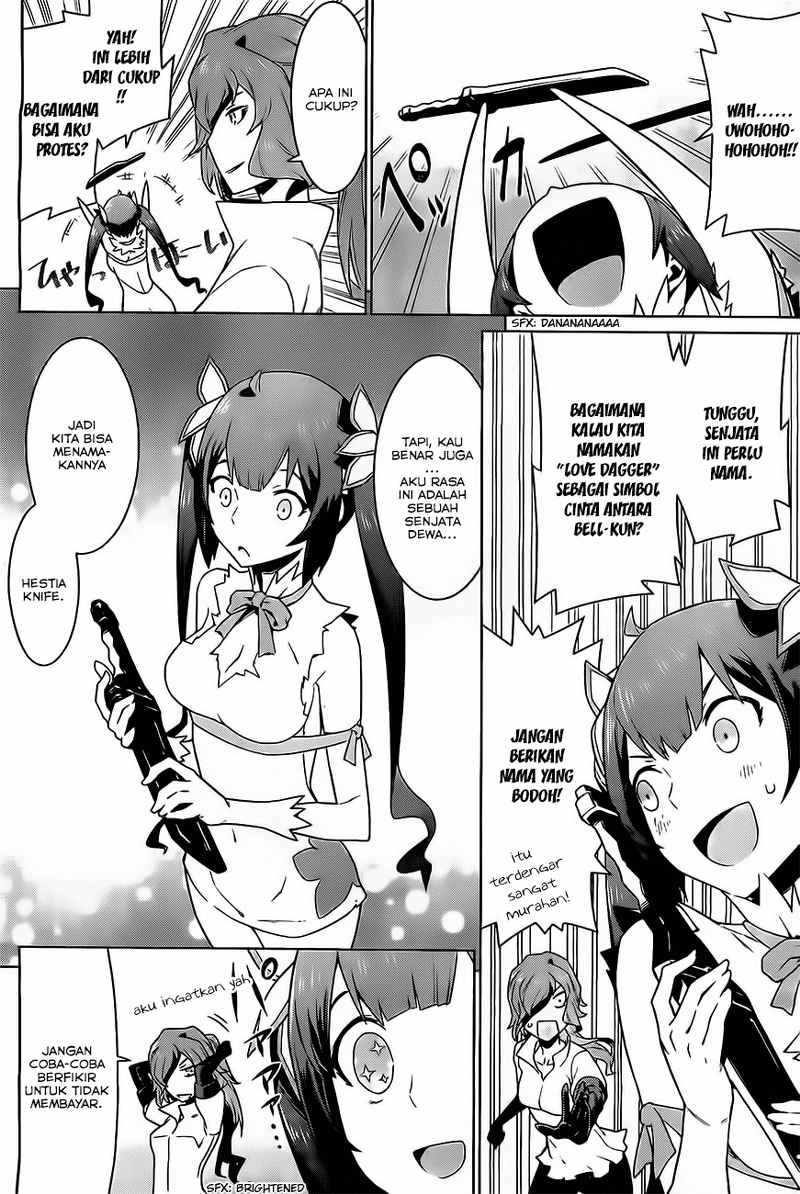 WAH......
UWOHOHO-
HOHOHOH!!
パッ
APA INI
CUKUP?
YAH!
INI LEBIH
DARI CUKUP
!!
BAGAIMANA
BISA AKU
PROTES?
SFX: DANANANAAAA
TUNGGU,
SENJATA
INI PERLU
NAMA.
BAGAIMANA
KALAU KITA
NAMAKAN
"LOVE DAGGER"
SEBAGAI SIMBOL
CINTA ANTARA
BELL-KUN?
JANGAN
BERIKAN
NAMA YANG
BODOH!
itu
terdengar
sangat
murahan!
TAPI, KAU
BENAR JUGA
...
AKU RASA
INI ADALAH
SEBUAH
SENJATA
DEWA...
JADI
KITA BISA
MENAMA-
KANNYA
HESTIA
KNIFE.
aku ingatkan yah,
JANGAN
COBA-COBA
BERFIKIR
UNTUK TIDAK
MEMBAYAR.
SFX: BRIGHTENED